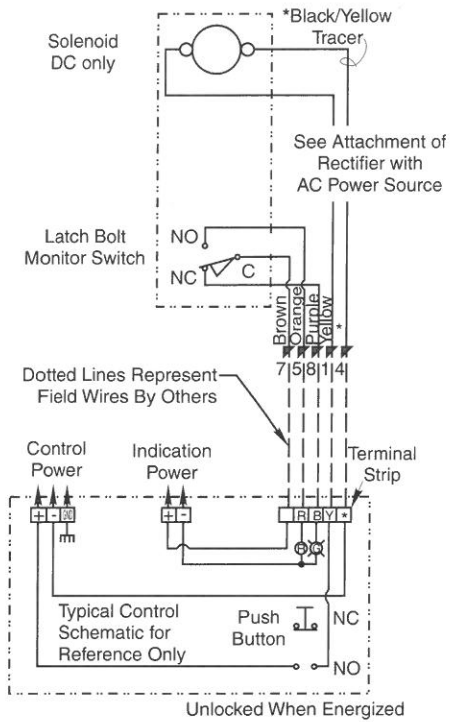 *Black/Yellow
Tracer
Solenoid
DC only
See Attachment of
Rectifier with
AC Power Source
Latch Bolt
Monitor Switch
NO
NC
C
Brown
Orange
Purple
Yellow
*
7 5 8 1 4
Dotted Lines Represent
Field Wires By Others
Control
Power
Indication
Power
Terminal
Strip
+ - GND
+ -
R B Y *
R G
Typical Control
Schematic for
Reference Only
Push
Button
NC
NO
Unlocked When Energized